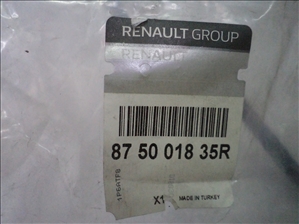 RENAULT GROUP
RENAULT
87 50 018 35R
X1
MADE IN TURKEY